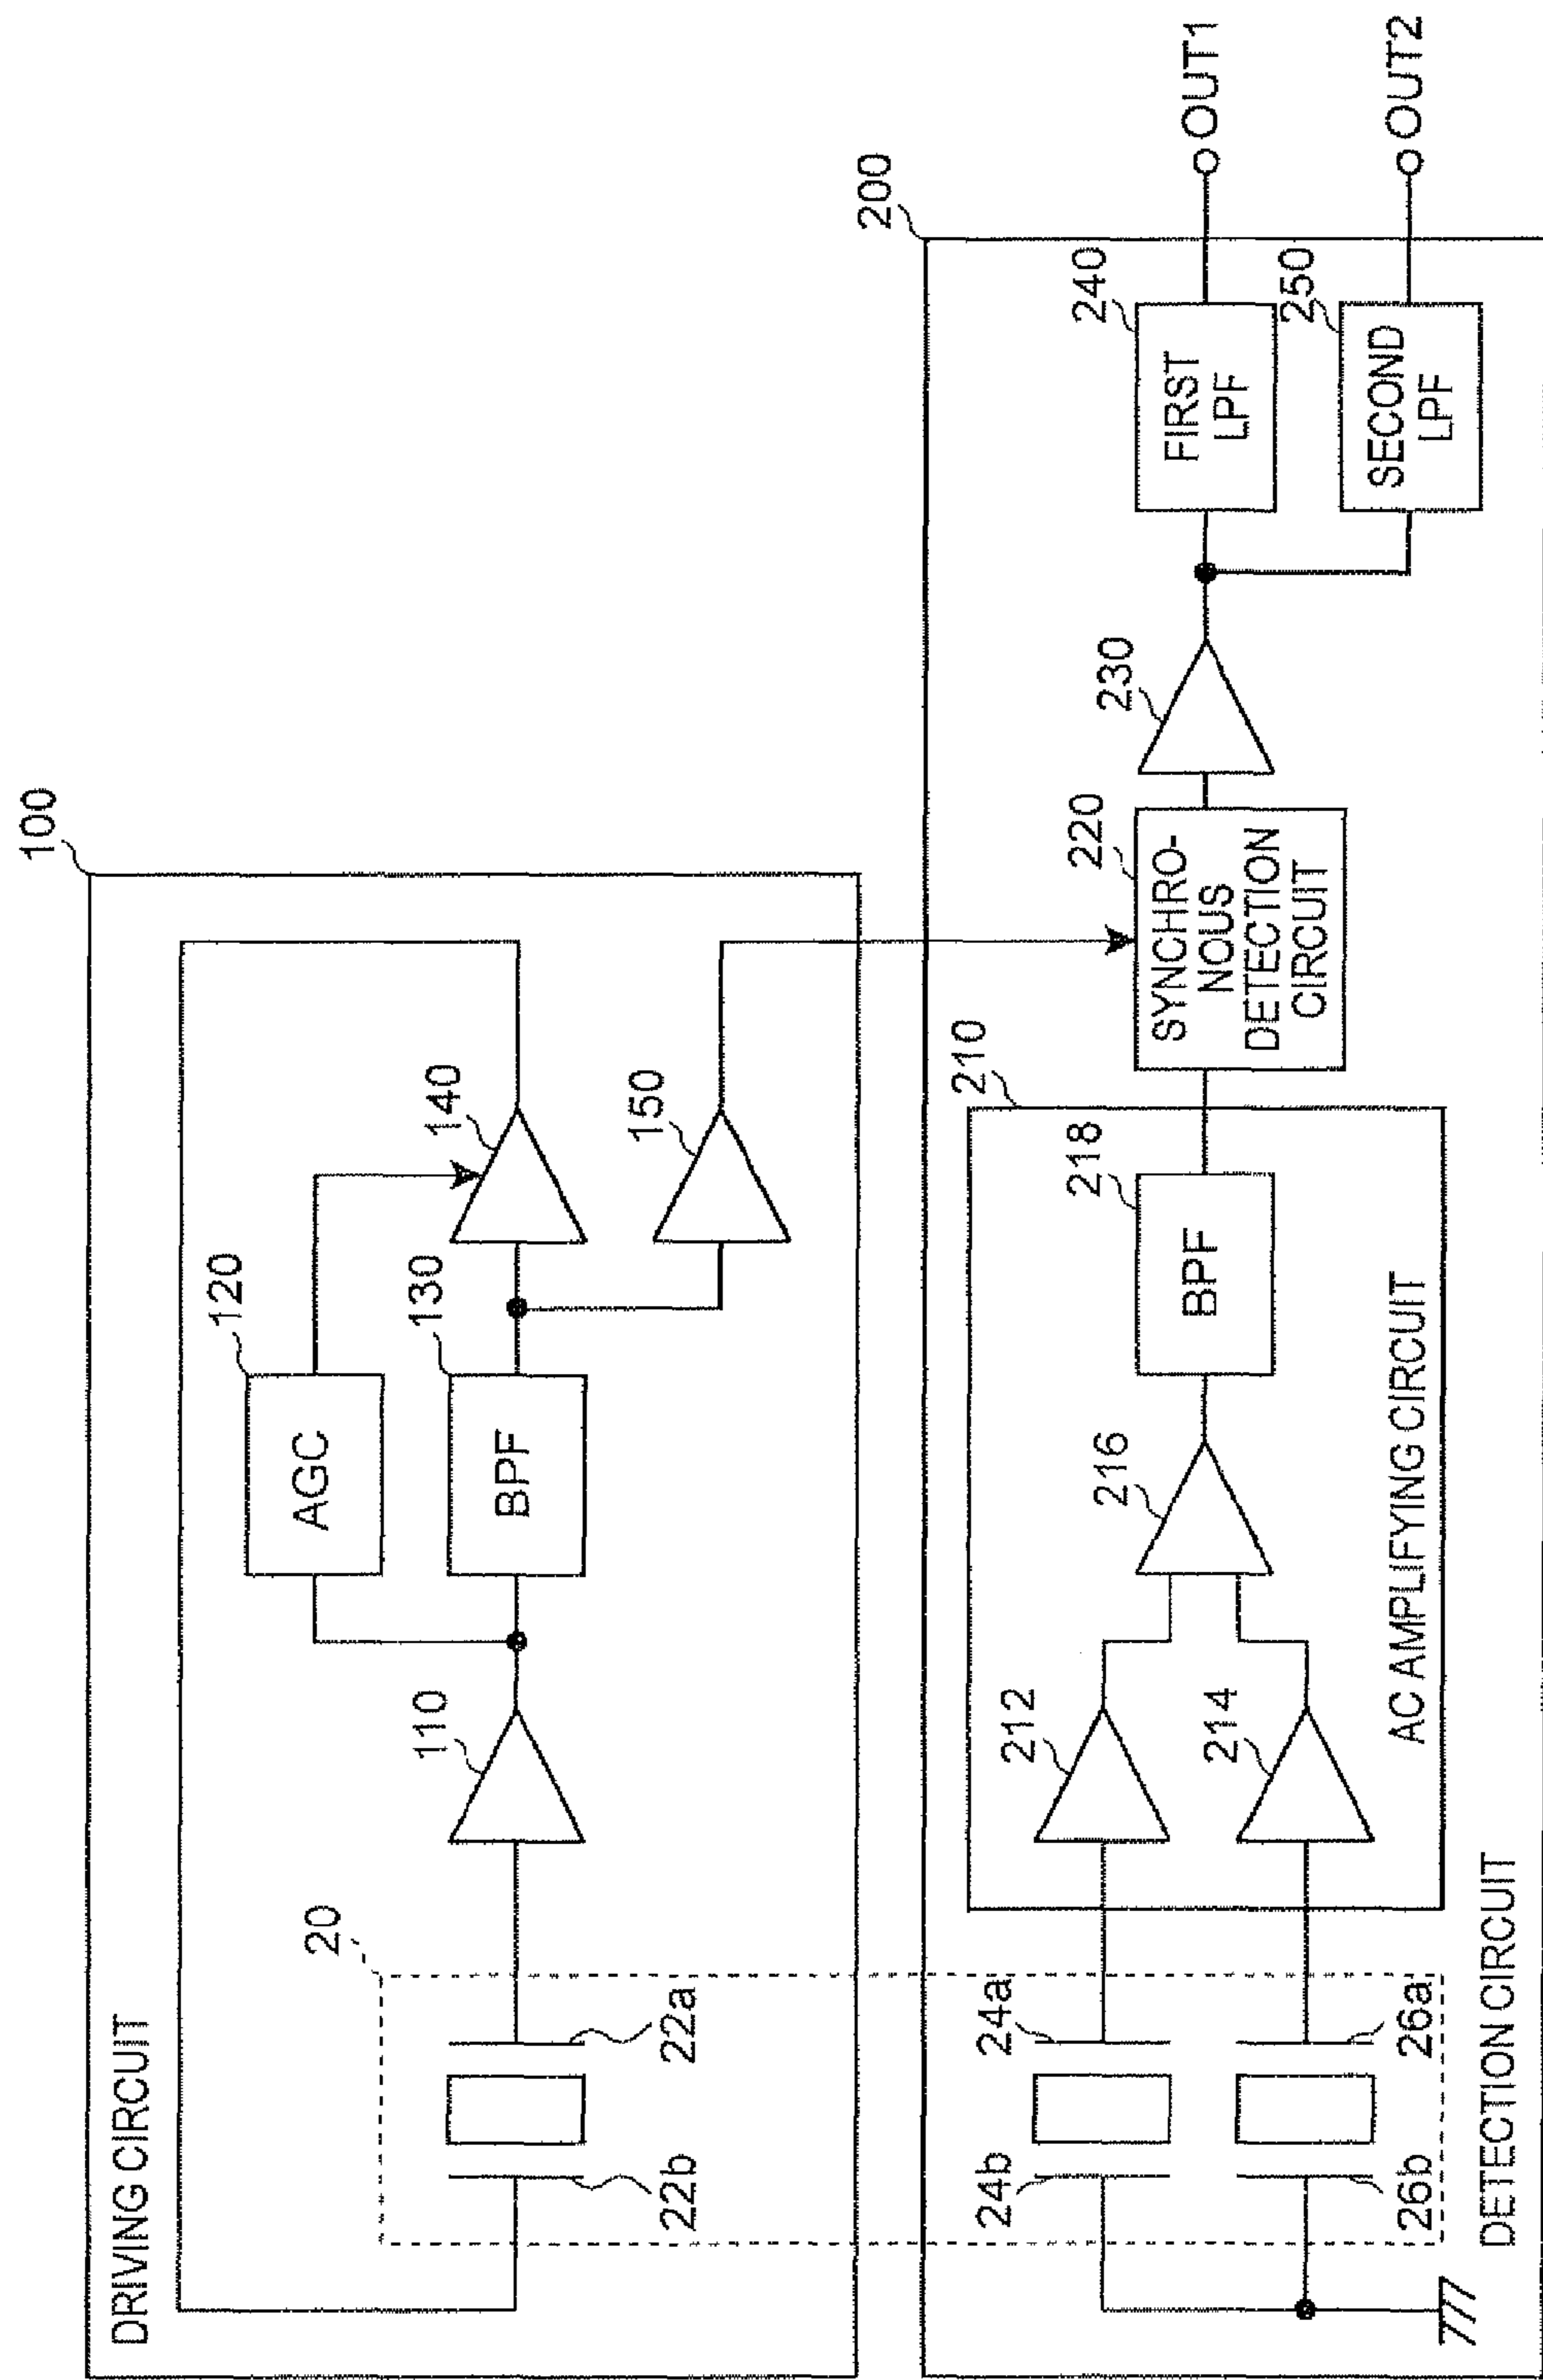 DRIVING CIRCUIT
100
120
AGC
140
130
BPF
110
150
20
22a
22b
200
210
212
214
216
218
BPF
AC AMPLIFYING CIRCUIT
24a
24b
26a
26b
220
SYNCHRO-
NOUS
DETECTION
CIRCUIT
230
240
FIRST
LPF
250
SECOND
LPF
OUT1
OUT2
DETECTION CIRCUIT